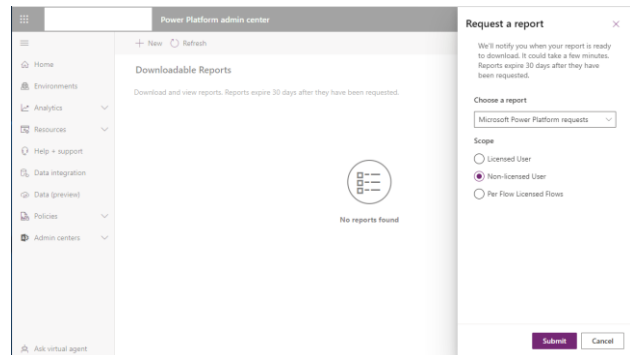 Power Platform admin center
+ New Refresh
Home
Environments
Analytics
Resources
Help + support
Data integration
Data (preview)
Policies
Admin centers
Ask virtual agent
Downloadable Reports
Download and view reports. Reports expire 30 days after they have been requested.
No reports found
Request a report
We'll notify you when your report is ready
to download. It could take a few minutes.
Reports expire 30 days after they have
been requested.
Choose a report
Microsoft Power Platform requests
Scope
Licensed User
Non-licensed User
Per Flow Licensed Flows
Submit Cancel